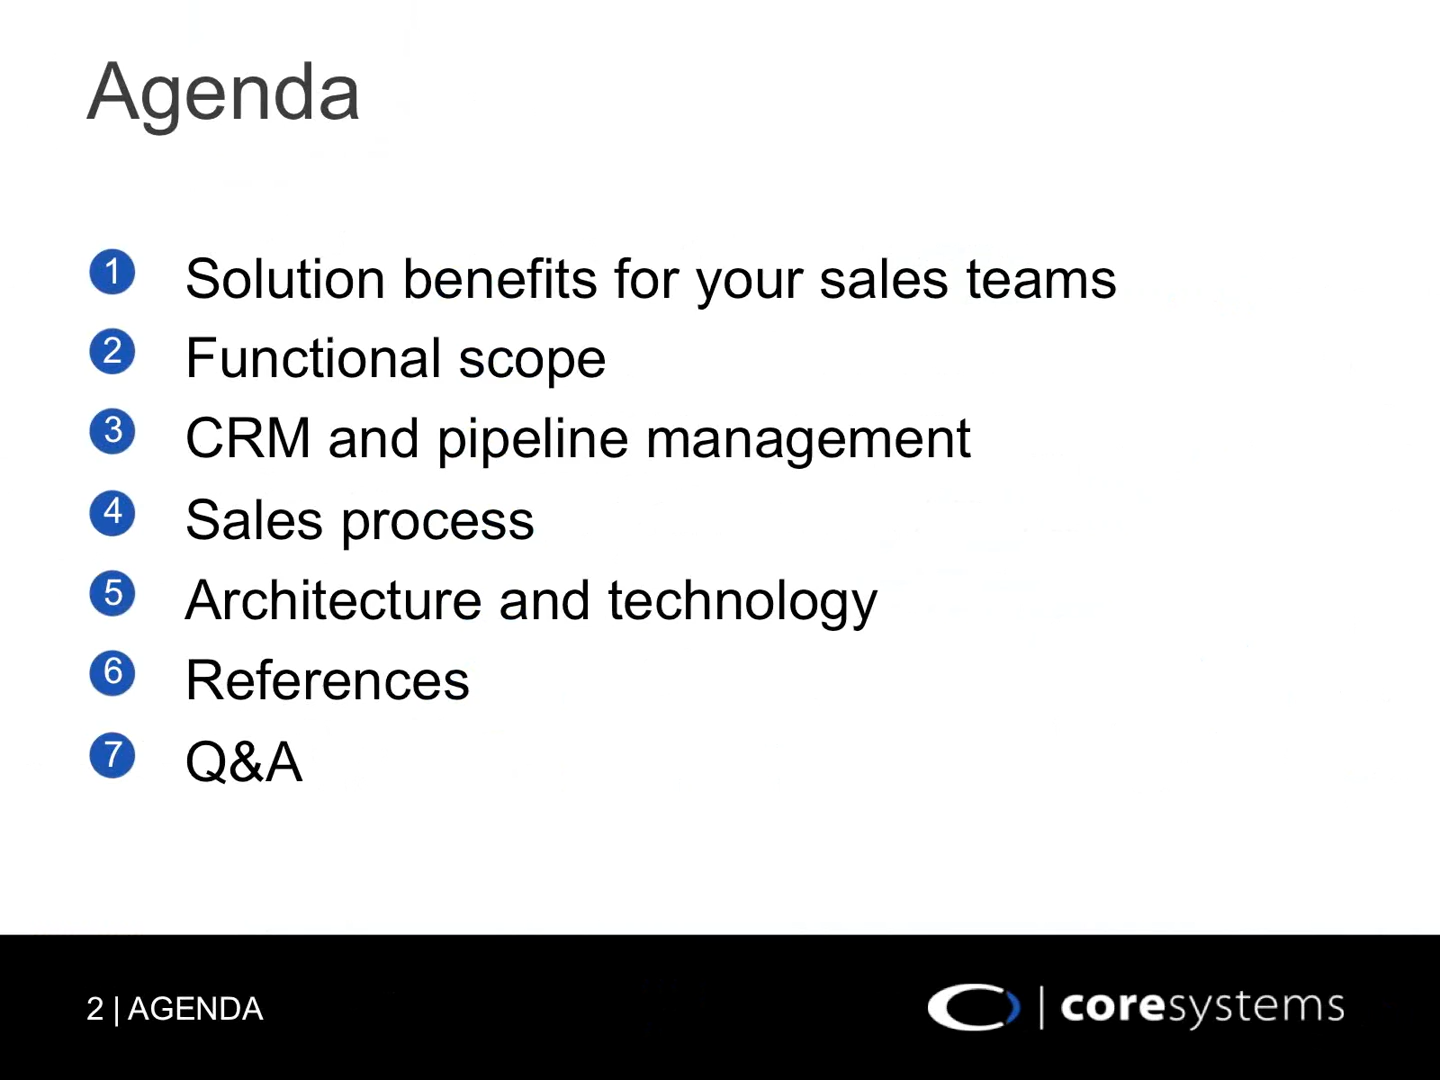 Agenda
1 Solution benefits for your sales teams
2 Functional scope
3 CRM and pipeline management
4 Sales process
5 Architecture and technology
6 References
7 Q&A
2 | AGENDA
coresystems